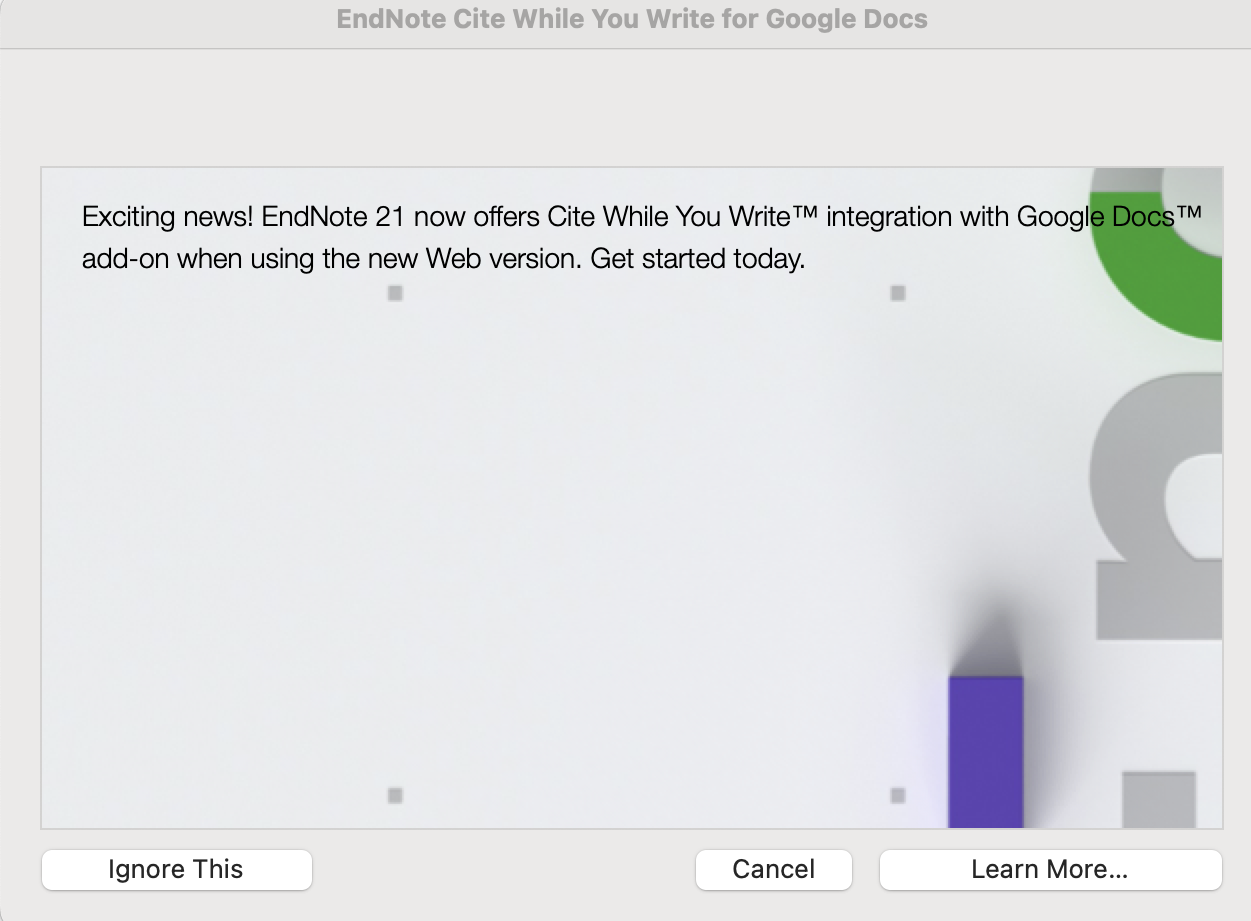 EndNote Cite While You Write for Google Docs
Exciting news! EndNote 21 now offers Cite While You Write™ integration with Google Docs™
add-on when using the new Web version. Get started today.
Ignore This
Cancel
Learn More...